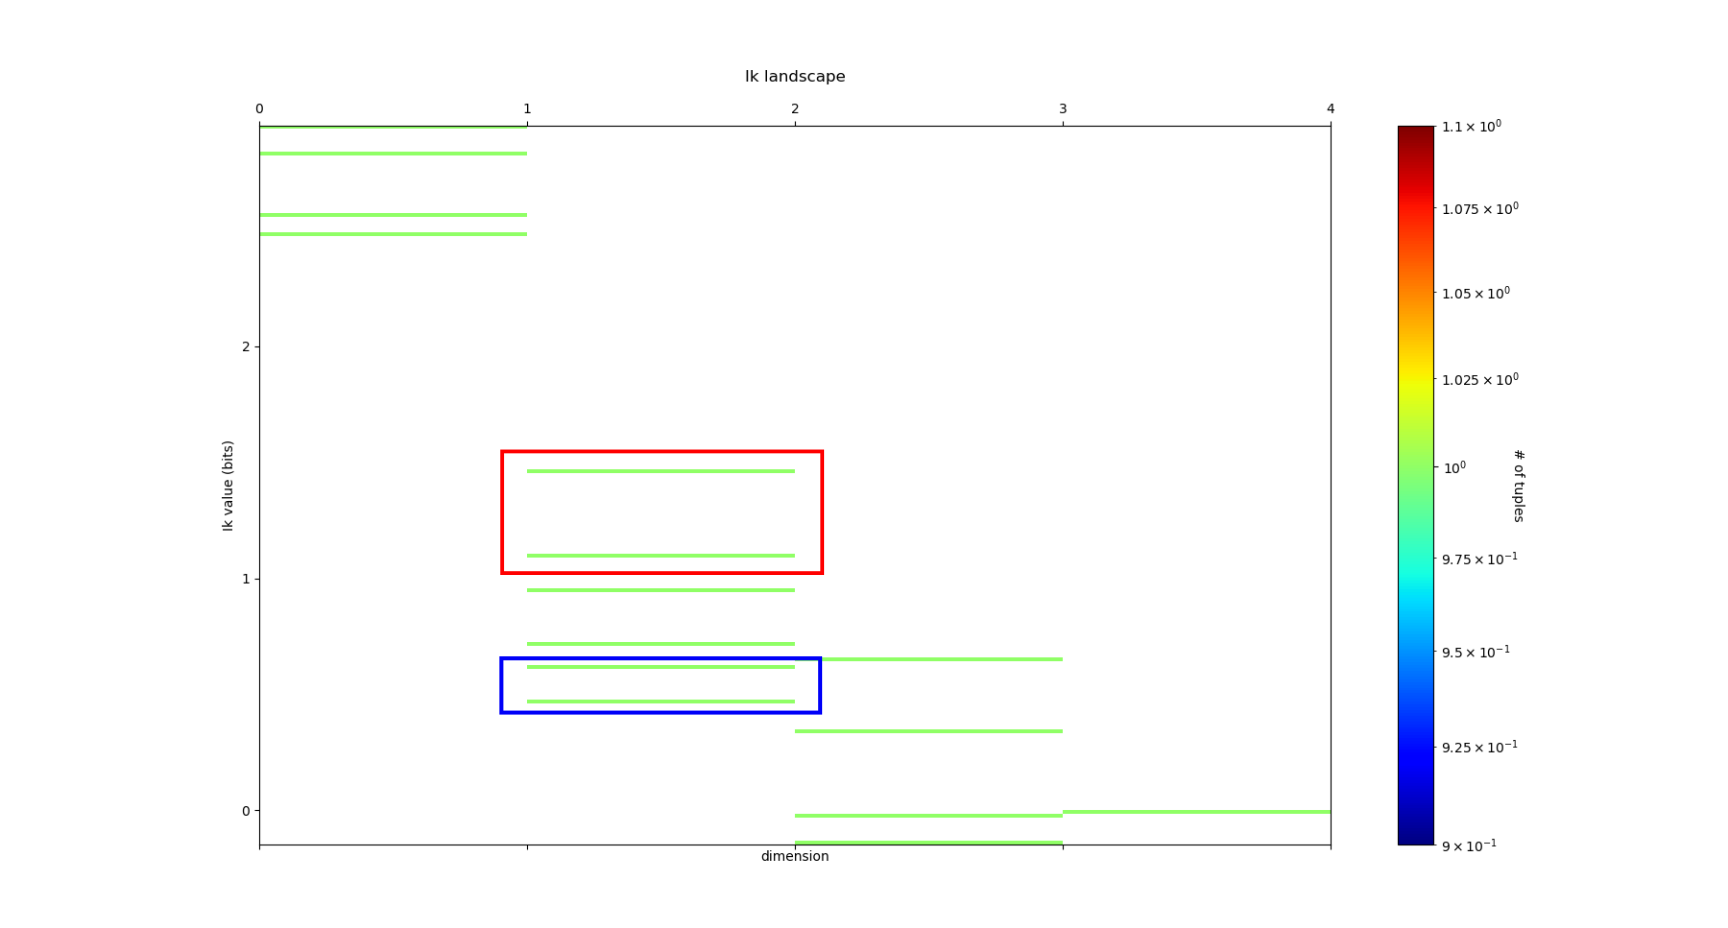 Ik landscape
0 1 2 3 4
2
1
0
Ik value (bits)
dimension
1.1 × 10⁰
1.075 × 10⁰
1.05 × 10⁰
1.025 × 10⁰
10⁰
9.75 × 10⁻¹
9.5 × 10⁻¹
9.25 × 10⁻¹
9 × 10⁻¹
# of tuples